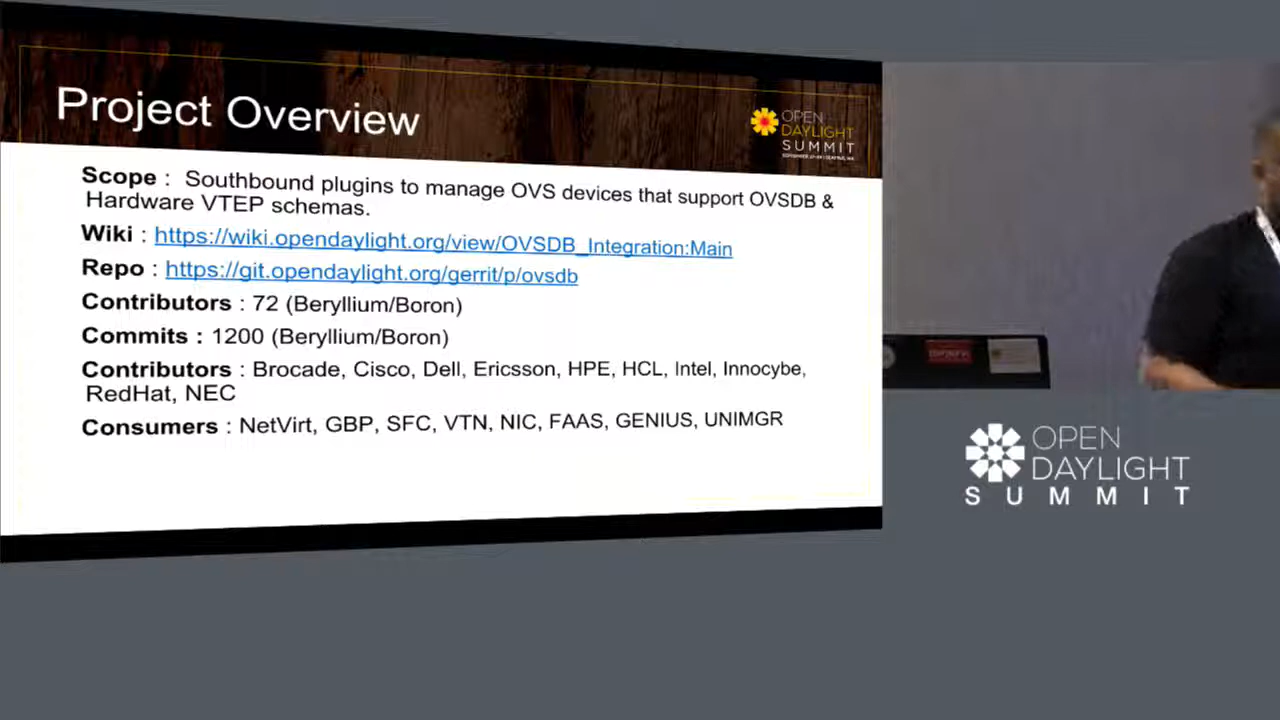 Project Overview
OPEN
DAYLIGHT
SUMMIT
Scope : Southbound plugins to manage OVS devices that support OVSDB &
Hardware VTEP schemas.
Wiki : https://wiki.opendaylight.org/view/OVSDB_Integration:Main
Repo : https://git.opendaylight.org/gerrit/p/ovsdb
Contributors : 72 (Beryllium/Boron)
Commits : 1200 (Beryllium/Boron)
Contributors : Brocade, Cisco, Dell, Ericsson, HPE, HCL, Intel, Innocybe,
RedHat, NEC
Consumers : NetVirt, GBP, SFC, VTN, NIC, FAAS, GENIUS, UNIMGR
OPEN
DAYLIGHT
SUMMIT